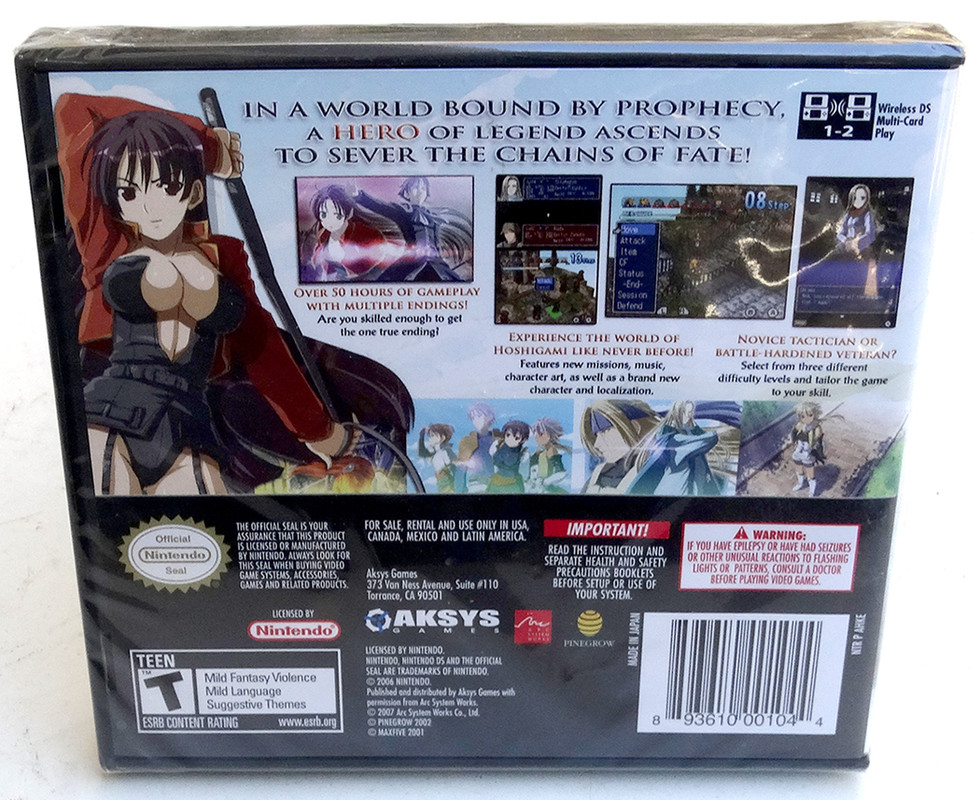 IN A WORLD BOUND BY PROPHECY,
A HERO OF LEGEND ASCENDS
TO SEVER THE CHAINS OF FATE!
1-2
Wireless DS
Multi-Card
Play
OVER 50 HOURS OF GAMEPLAY
WITH MULTIPLE ENDINGS!
Are you skilled enough to get
the one true ending?
08 Step
Move
Attack
Item
CF
Status
-End-
Session
Defend
EXPERIENCE THE WORLD OF
HOSHIGAMI LIKE NEVER BEFORE!
Features new missions, music,
character art, as well as a brand new
character and localization.
NOVICE TACTICIAN OR
BATTLE-HARDENED VETERAN?
Select from three different
difficulty levels and tailor the game
to your skill.
Official
Nintendo
Seal
THE OFFICIAL SEAL IS YOUR
ASSURANCE THAT THIS PRODUCT
IS LICENSED OR MANUFACTURED
BY NINTENDO. ALWAYS LOOK FOR
THIS SEAL WHEN BUYING VIDEO
GAME SYSTEMS, ACCESSORIES,
GAMES AND RELATED PRODUCTS.
LICENSED BY
Nintendo®
FOR SALE, RENTAL AND USE ONLY IN USA,
CANADA, MEXICO AND LATIN AMERICA.
Aksys Games
373 Van Ness Avenue, Suite #110
Torrance, CA 90501
IMPORTANT!
READ THE INSTRUCTION AND
SEPARATE HEALTH AND SAFETY
PRECAUTIONS BOOKLETS
BEFORE SETUP OR USE OF
YOUR SYSTEM.
WARNING:
IF YOU HAVE EPILEPSY OR HAVE HAD SEIZURES
OR OTHER UNUSUAL REACTIONS TO FLASHING
LIGHTS OR PATTERNS, CONSULT A DOCTOR
BEFORE PLAYING VIDEO GAMES.
AKSYS
GAMES
ARC
SYSTEM
WORKS
PINEGROW
LICENSED BY NINTENDO.
NINTENDO, NINTENDO DS AND THE OFFICIAL
SEAL ARE TRADEMARKS OF NINTENDO.
© 2006 NINTENDO.
Published and distributed by Aksys Games with
permission from Arc System Works.
© 2007 Arc System Works Co., Ltd.
© PINEGROW 2002
© MAXFIVE 2001
TEEN
T
TM
Mild Fantasy Violence
Mild Language
Suggestive Themes
ESRB CONTENT RATING www.esrb.org
MADE IN JAPAN
8 93610 00104 4
NTR P AHKE